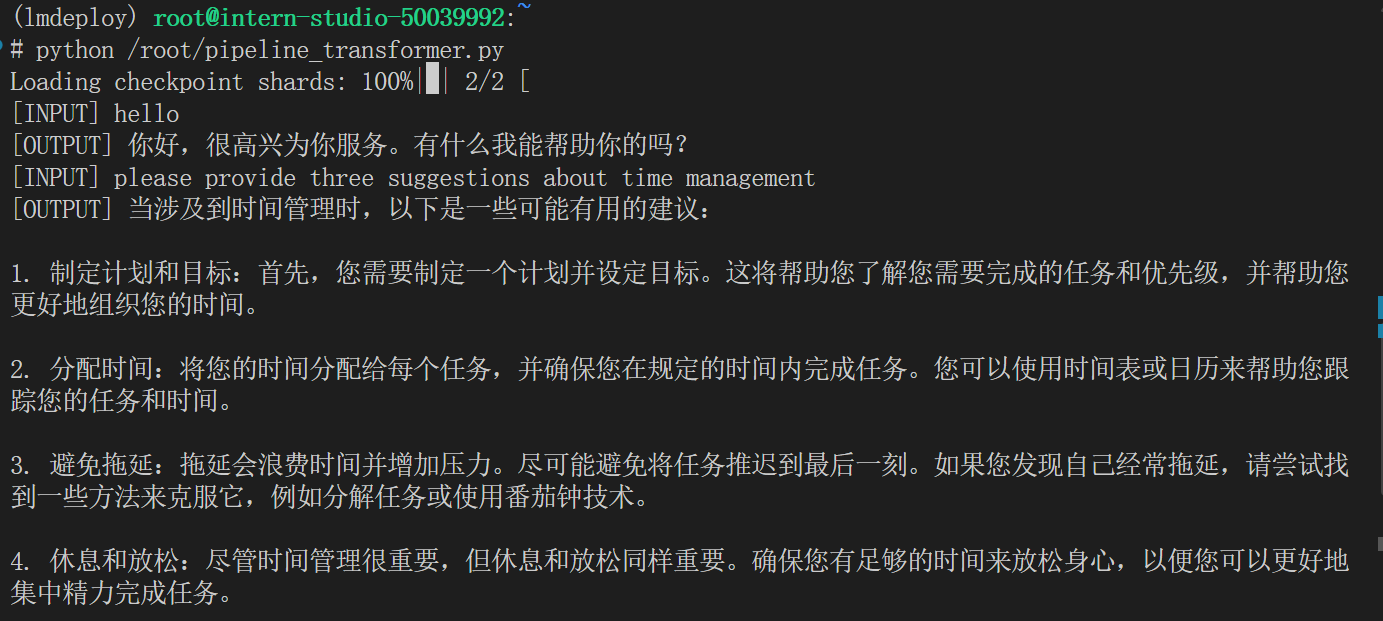 (lmdeploy) root@intern-studio-50039992:~
# python /root/pipeline_transformer.py
Loading checkpoint shards: 100%|█| 2/2 [
[INPUT] hello
[OUTPUT] 你好，很高兴为你服务。有什么我能帮助你的吗？
[INPUT] please provide three suggestions about time management
[OUTPUT] 当涉及到时间管理时，以下是一些可能有用的建议：
1. 制定计划和目标：首先，您需要制定一个计划并设定目标。这将帮助您了解您需要完成的任务和优先级，并帮助您
更好地组织您的时间。
2. 分配时间：将您的时间分配给每个任务，并确保您在规定的时间内完成任务。您可以使用时间表或日历来帮助您跟
踪您的任务和时间。
3. 避免拖延：拖延会浪费时间并增加压力。尽可能避免将任务推迟到最后一刻。如果您发现自己经常拖延，请尝试找
到一些方法来克服它，例如分解任务或使用番茄钟技术。
4. 休息和放松：尽管时间管理很重要，但休息和放松同样重要。确保您有足够的时间来放松身心，以便您可以更好地
集中精力完成任务。